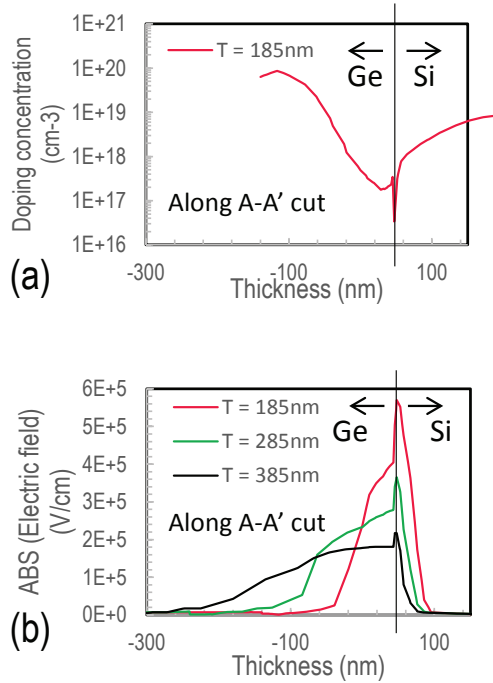 T = 185nm
Ge Si
Along A-A' cut
Doping concentration
(cm-3)
1E+21
1E+20
1E+19
1E+18
1E+17
1E+16
-300 -100 100
Thickness (nm)
(a)
T = 185nm
T = 285nm
T = 385nm
Ge Si
Along A-A' cut
ABS (Electric field)
(V/cm)
6E+5
5E+5
4E+5
3E+5
2E+5
1E+5
0E+0
-300 -100 100
Thickness (nm)
(b)